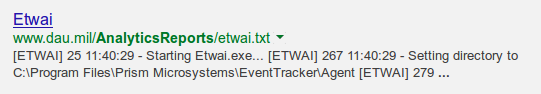 Etwai
www.dau.mil/AnalyticsReports/etwai.txt
[ETWAI] 25 11:40:29 - Starting Etwai.exe... [ETWAI] 267 11:40:29 - Setting directory to
C:\Program Files\Prism Microsystems\EventTracker\Agent [ETWAI] 279 ...